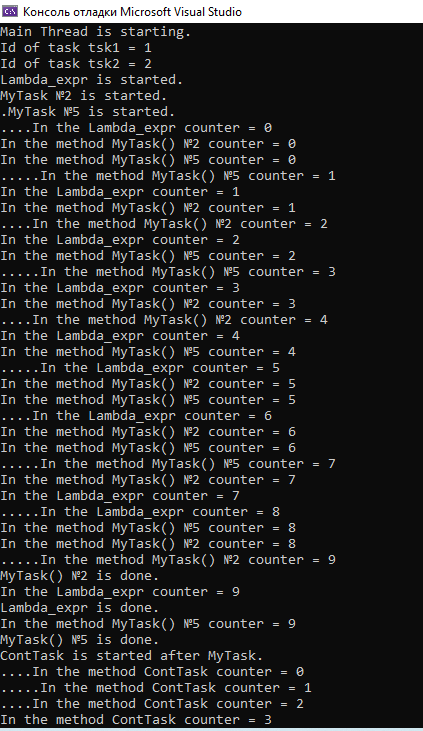 Консоль отладки Microsoft Visual Studio
Main Thread is starting.
Id of task tsk1 = 1
Id of task tsk2 = 2
Lambda_expr is started.
MyTask №2 is started.
.MyTask №5 is started.
....In the Lambda_expr counter = 0
In the method MyTask() №2 counter = 0
In the method MyTask() №5 counter = 0
.....In the method MyTask() №5 counter = 1
In the Lambda_expr counter = 1
In the method MyTask() №2 counter = 1
....In the method MyTask() №2 counter = 2
In the Lambda_expr counter = 2
In the method MyTask() №5 counter = 2
.....In the method MyTask() №5 counter = 3
In the Lambda_expr counter = 3
In the method MyTask() №2 counter = 3
....In the method MyTask() №2 counter = 4
In the Lambda_expr counter = 4
In the method MyTask() №5 counter = 4
.....In the Lambda_expr counter = 5
In the method MyTask() №2 counter = 5
In the method MyTask() №5 counter = 5
....In the Lambda_expr counter = 6
In the method MyTask() №2 counter = 6
In the method MyTask() №5 counter = 6
.....In the method MyTask() №5 counter = 7
In the method MyTask() №2 counter = 7
In the Lambda_expr counter = 7
.....In the Lambda_expr counter = 8
In the method MyTask() №5 counter = 8
In the method MyTask() №2 counter = 8
.....In the method MyTask() №2 counter = 9
MyTask() №2 is done.
In the Lambda_expr counter = 9
Lambda_expr is done.
In the method MyTask() №5 counter = 9
MyTask() №5 is done.
ContTask is started after MyTask.
....In the method ContTask counter = 0
.....In the method ContTask counter = 1
....In the method ContTask counter = 2
In the method ContTask counter = 3